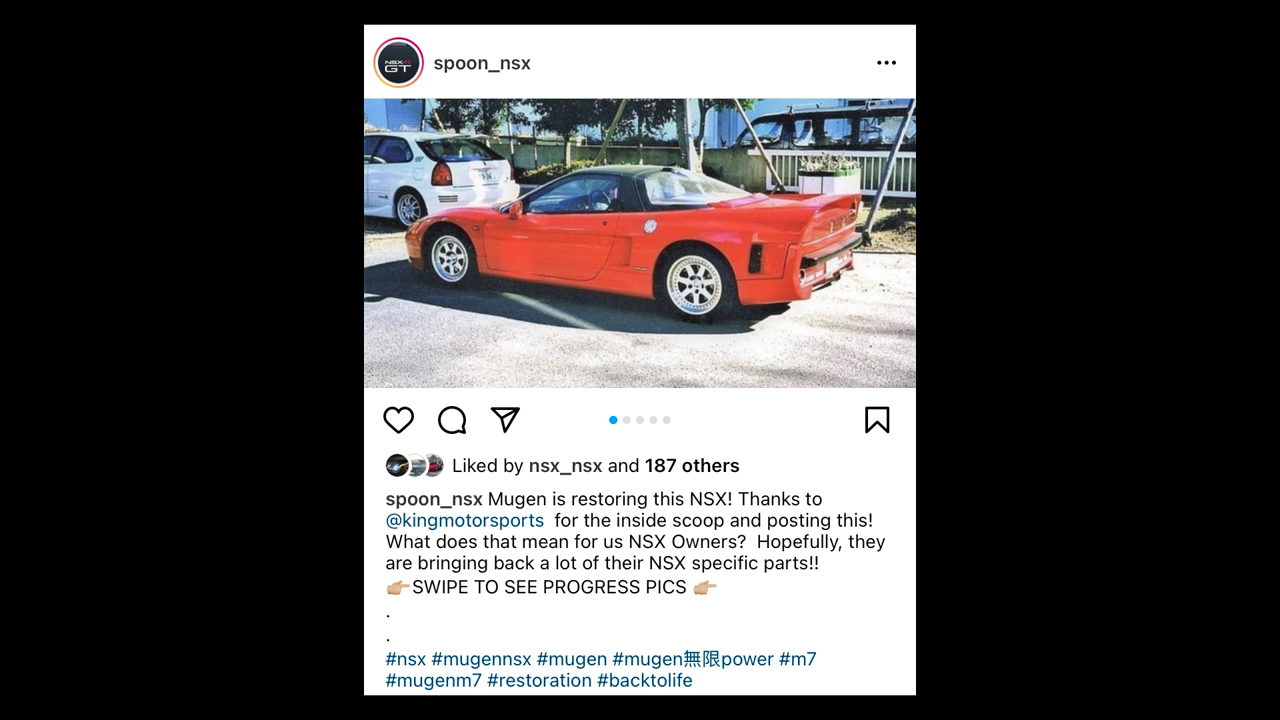 NSX-R
GT
spoon_nsx
Liked by nsx_nsx and 187 others
spoon_nsx Mugen is restoring this NSX! Thanks to
@kingmotorsports for the inside scoop and posting this!
What does that mean for us NSX Owners? Hopefully, they
are bringing back a lot of their NSX specific parts!!
👉🏼SWIPE TO SEE PROGRESS PICS 👉🏼
.
.
#nsx #mugennsx #mugen #mugen無限power #m7
#mugenm7 #restoration #backtolife